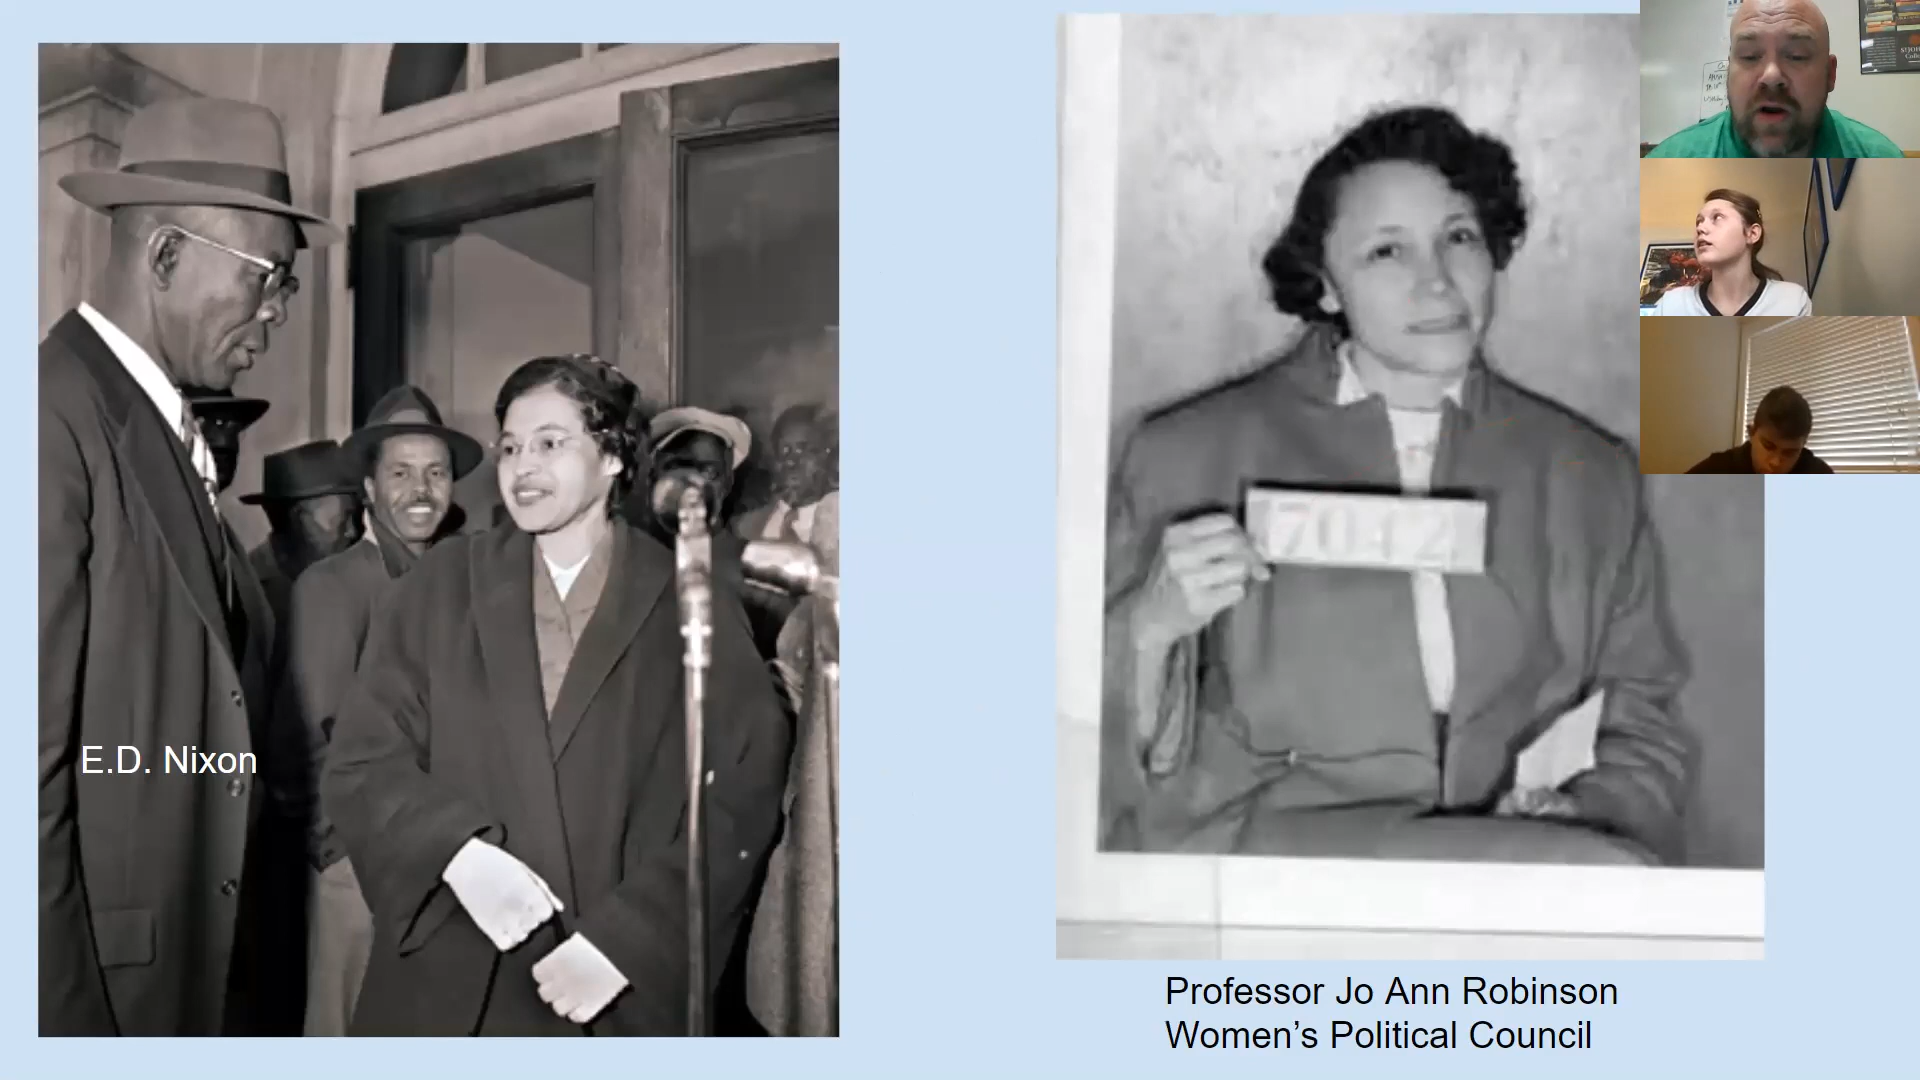 E.D. Nixon
7042
Professor Jo Ann Robinson
Women’s Political Council